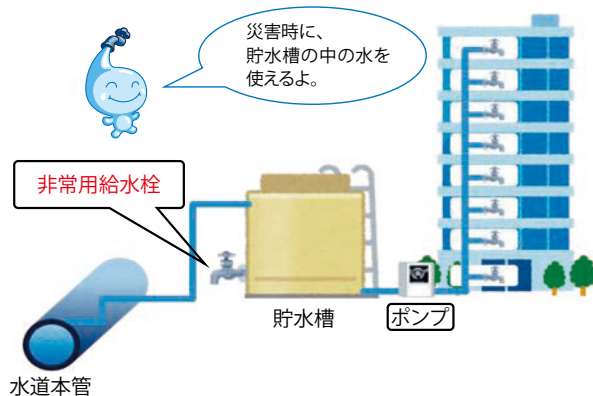 災害時に、
貯水槽の中の水を
使えるよ。
非常用給水栓
貯水槽
ポンプ
水道本管